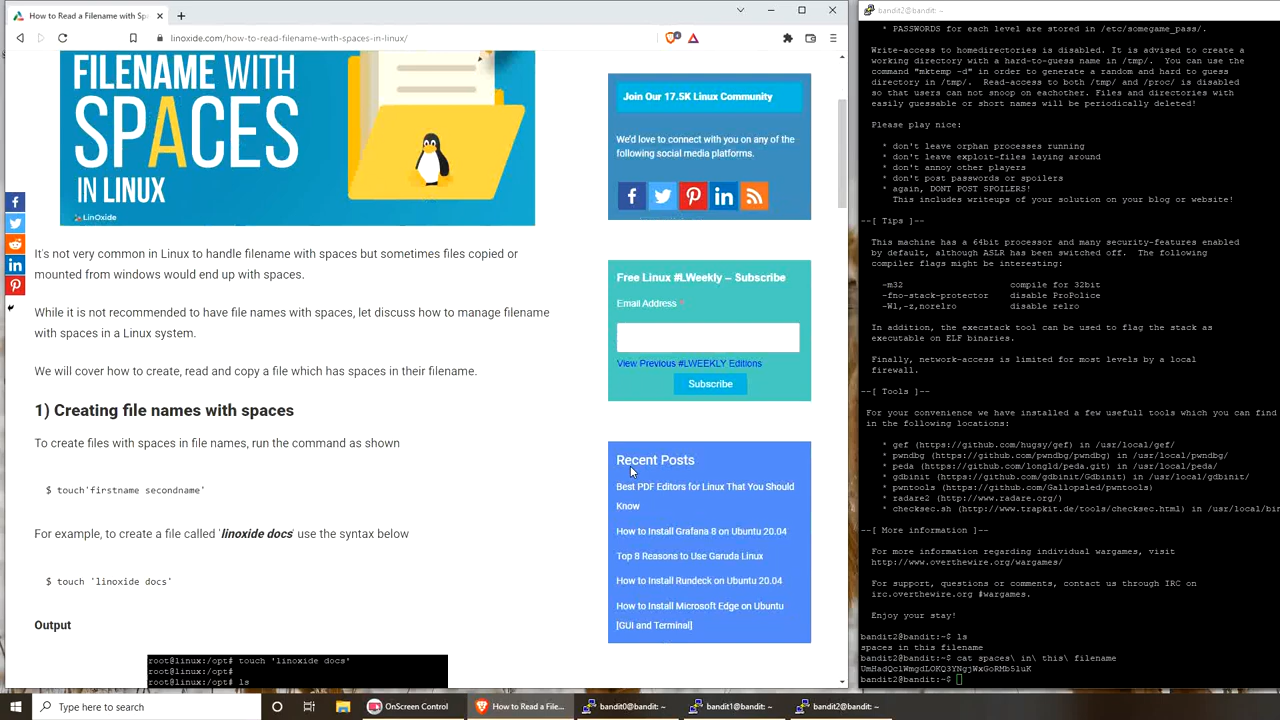 How to Read a Filename with Sp
linoxide.com/how-to-read-filename-with-spaces-in-linux/
FILENAME WITH
SPACES
IN LINUX
LinOxide
It's not very common in Linux to handle filename with spaces but sometimes files copied or
mounted from windows would end up with spaces.
While it is not recommended to have file names with spaces, let discuss how to manage filename
with spaces in a Linux system.
We will cover how to create, read and copy a file which has spaces in their filename.
1) Creating file names with spaces
To create files with spaces in file names, run the command as shown
$ touch'firstname secondname'
For example, to create a file called 'linoxide docs' use the syntax below
$ touch 'linoxide docs'
Output
root@linux:/opt# touch 'linoxide docs'
root@linux:/opt#
root@linux:/opt# ls
Join Our 17.5K Linux Community
We'd love to connect with you on any of the
following social media platforms.
Free Linux #LWeekly – Subscribe
Email Address *
View Previous #LWEEKLY Editions
Subscribe
Recent Posts
Best PDF Editors for Linux That You Should
Know
How to Install Grafana 8 on Ubuntu 20.04
Top 8 Reasons to Use Garuda Linux
How to Install Rundeck on Ubuntu 20.04
How to Install Microsoft Edge on Ubuntu
[GUI and Terminal]
bandit2@bandit: ~
* PASSWORDS for each level are stored in /etc/somegame_pass/.
Write-access to homedirectories is disabled. It is advised to create a
working directory with a hard-to-guess name in /tmp/. You can use the
command "mktemp -d" in order to generate a random and hard to guess
directory in /tmp/. Read-access to both /tmp/ and /proc/ is disabled
so that users can not snoop on eachother. Files and directories with
easily guessable or short names will be periodically deleted!
Please play nice:
* don't leave orphan processes running
* don't leave exploit-files laying around
* don't annoy other players
* don't post passwords or spoilers
* again, DONT POST SPOILERS!
This includes writeups of your solution on your blog or website!
--[ Tips ]--
This machine has a 64bit processor and many security-features enabled
by default, although ASLR has been switched off. The following
compiler flags might be interesting:
-m32 compile for 32bit
-fno-stack-protector disable ProPolice
-Wl,-z,norelro disable relro
In addition, the execstack tool can be used to flag the stack as
executable on ELF binaries.
Finally, network-access is limited for most levels by a local
firewall.
--[ Tools ]--
For your convenience we have installed a few usefull tools which you can find
in the following locations:
* gef (https://github.com/hugsy/gef) in /usr/local/gef/
* pwndbg (https://github.com/pwndbg/pwndbg) in /usr/local/pwndbg/
* peda (https://github.com/longld/peda.git) in /usr/local/peda/
* gdbinit (https://github.com/gdbinit/Gdbinit) in /usr/local/gdbinit/
* pwntools (https://github.com/Gallopsled/pwntools)
* radare2 (http://www.radare.org/)
* checksec.sh (http://www.trapkit.de/tools/checksec.html) in /usr/local/bin
--[ More information ]--
For more information regarding individual wargames, visit
http://www.overthewire.org/wargames/
For support, questions or comments, contact us through IRC on
irc.overthewire.org #wargames.
Enjoy your stay!
bandit2@bandit:~$ ls
spaces in this filename
bandit2@bandit:~$ cat spaces\ in\ this\ filename
bandit2@bandit:~$
Type here to search
OnScreen Control
How to Read a File...
bandit0@bandit: ~
bandit1@bandit: ~
bandit2@bandit: ~